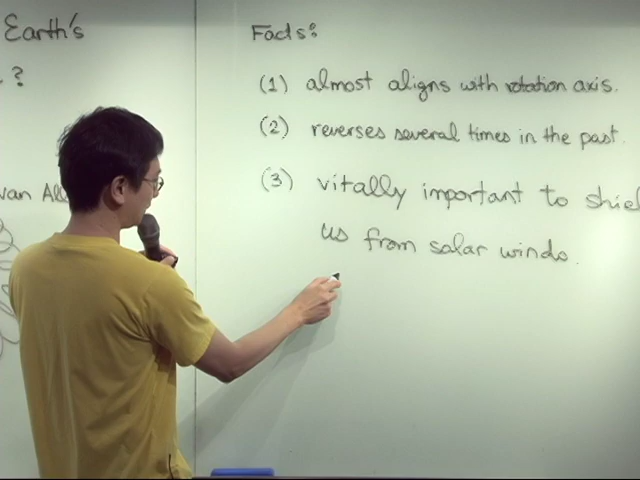 Earth's
?
van All
Facts:
(1) almost aligns with rotation axis.
(2) reverses several times in the past.
(3) vitally important to shiel
us from solar winds.